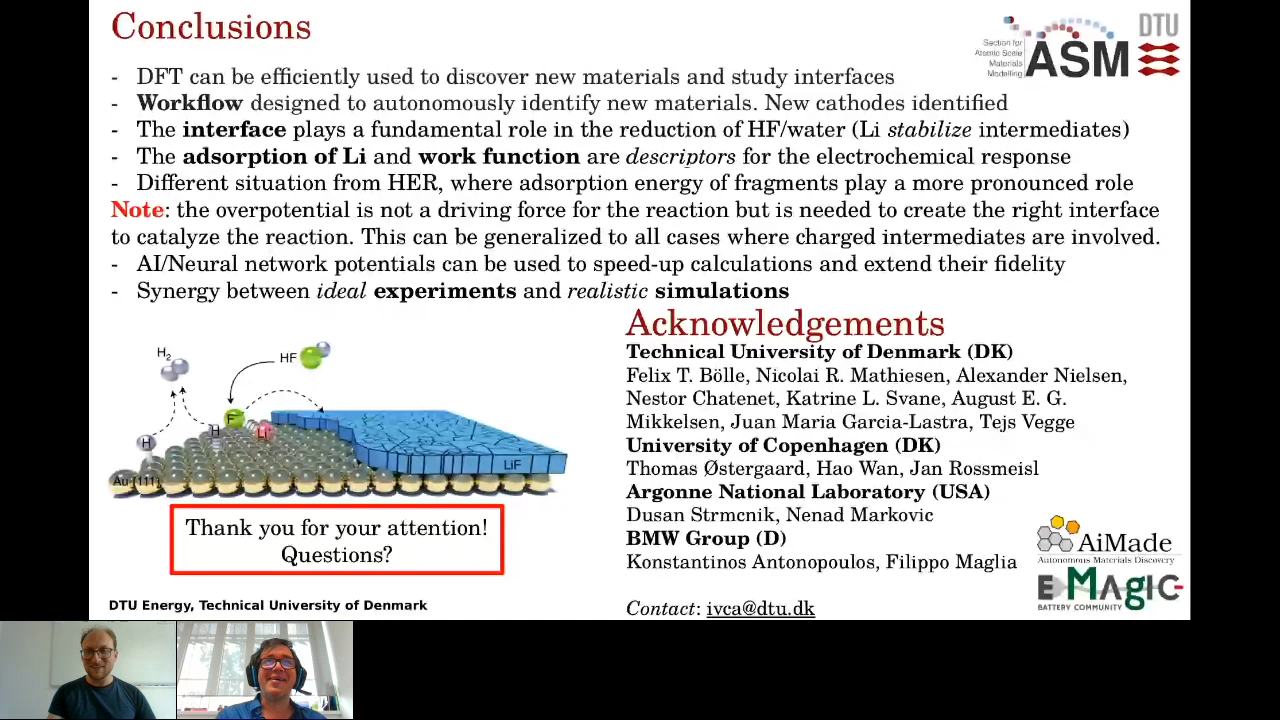 Conclusions
Section for
Atomic Scale
Materials
Modelling
ASM
DTU
- DFT can be efficiently used to discover new materials and study interfaces
- Workflow designed to autonomously identify new materials. New cathodes identified
- The interface plays a fundamental role in the reduction of HF/water (Li stabilize intermediates)
- The adsorption of Li and work function are descriptors for the electrochemical response
- Different situation from HER, where adsorption energy of fragments play a more pronounced role
Note: the overpotential is not a driving force for the reaction but is needed to create the right interface
to catalyze the reaction. This can be generalized to all cases where charged intermediates are involved.
- AI/Neural network potentials can be used to speed-up calculations and extend their fidelity
- Synergy between ideal experiments and realistic simulations
H2
HF
F-
H
H
Li+
LiF
Au (111)
Thank you for your attention!
Questions?
DTU Energy, Technical University of Denmark
Acknowledgements
Technical University of Denmark (DK)
Felix T. Bölle, Nicolai R. Mathiesen, Alexander Nielsen,
Nestor Chatenet, Katrine L. Svane, August E. G.
Mikkelsen, Juan Maria Garcia-Lastra, Tejs Vegge
University of Copenhagen (DK)
Thomas Østergaard, Hao Wan, Jan Rossmeisl
Argonne National Laboratory (USA)
Dusan Strmcnik, Nenad Markovic
BMW Group (D)
Konstantinos Antonopoulos, Filippo Maglia
Contact: ivca@dtu.dk
AiMade
Autonomous Materials Discovery
EMAgiC
BATTERY COMMUNITY